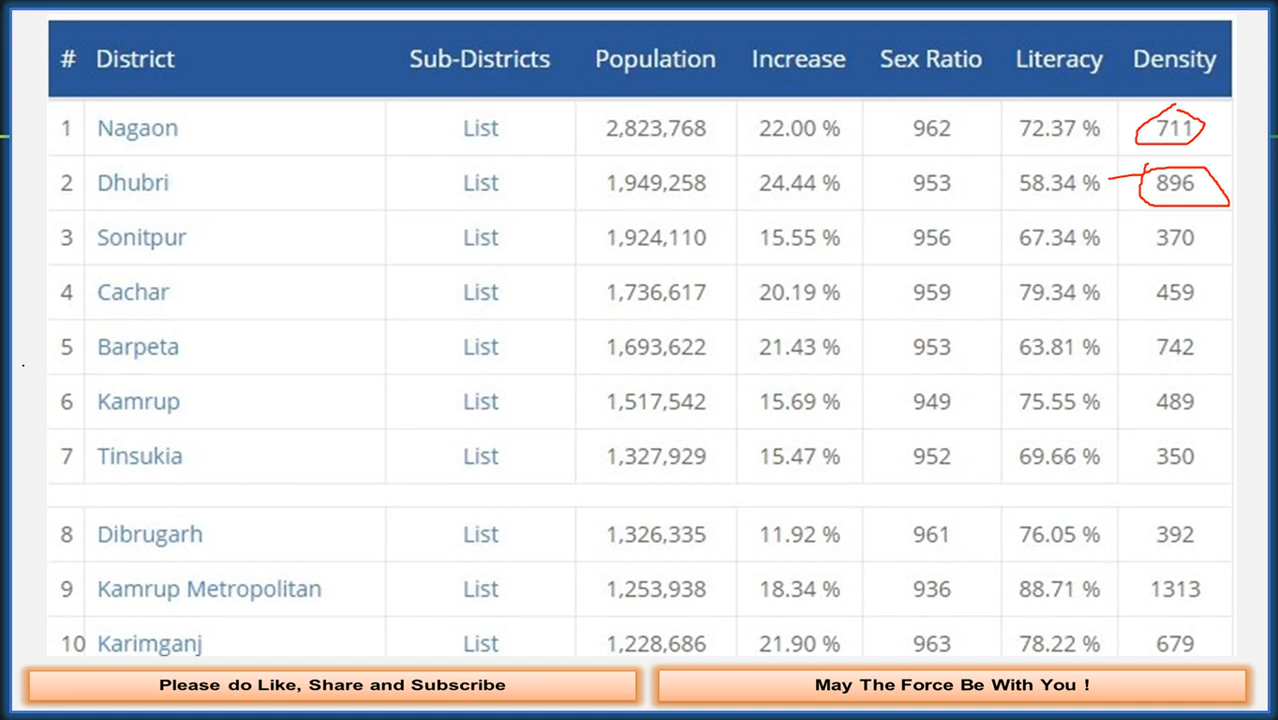 # District Sub-Districts Population Increase Sex Ratio Literacy Density
1 Nagaon List 2,823,768 22.00 % 962 72.37 % 711
2 Dhubri List 1,949,258 24.44 % 953 58.34 % 896
3 Sonitpur List 1,924,110 15.55 % 956 67.34 % 370
4 Cachar List 1,736,617 20.19 % 959 79.34 % 459
5 Barpeta List 1,693,622 21.43 % 953 63.81 % 742
6 Kamrup List 1,517,542 15.69 % 949 75.55 % 489
7 Tinsukia List 1,327,929 15.47 % 952 69.66 % 350
8 Dibrugarh List 1,326,335 11.92 % 961 76.05 % 392
9 Kamrup Metropolitan List 1,253,938 18.34 % 936 88.71 % 1313
10 Karimganj List 1,228,686 21.90 % 963 78.22 % 679
Please do Like, Share and Subscribe May The Force Be With You !